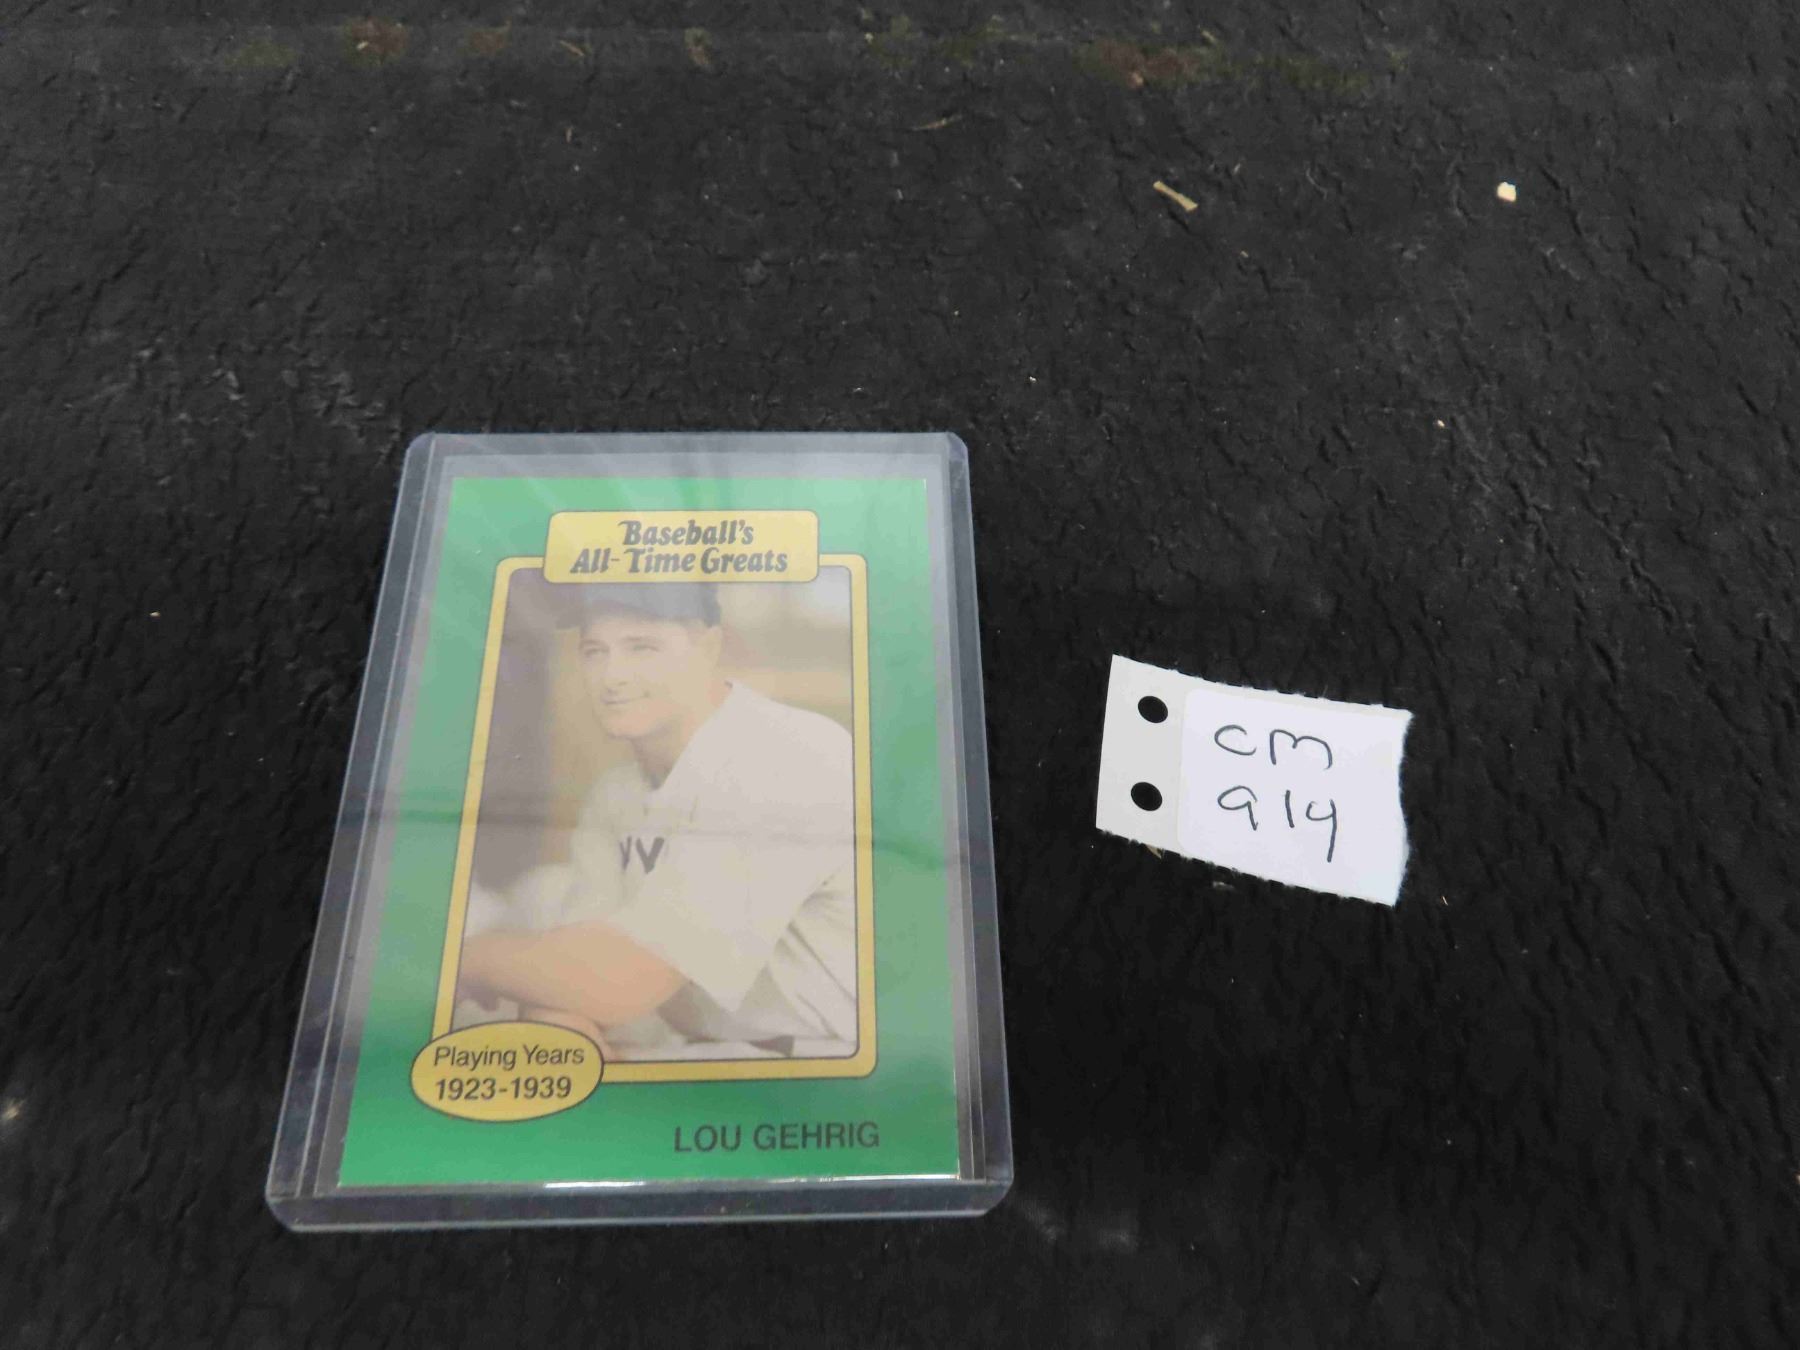 Baseball's
All-Time Greats
Playing Years
1923-1939
LOU GEHRIG
CM
914